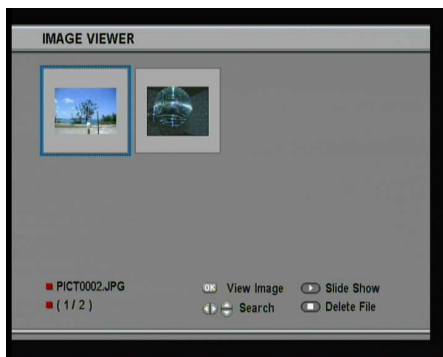 IMAGE VIEWER
PICT0002.JPG
OK View Image
Slide Show
( 1 / 2 )
Search
Delete File